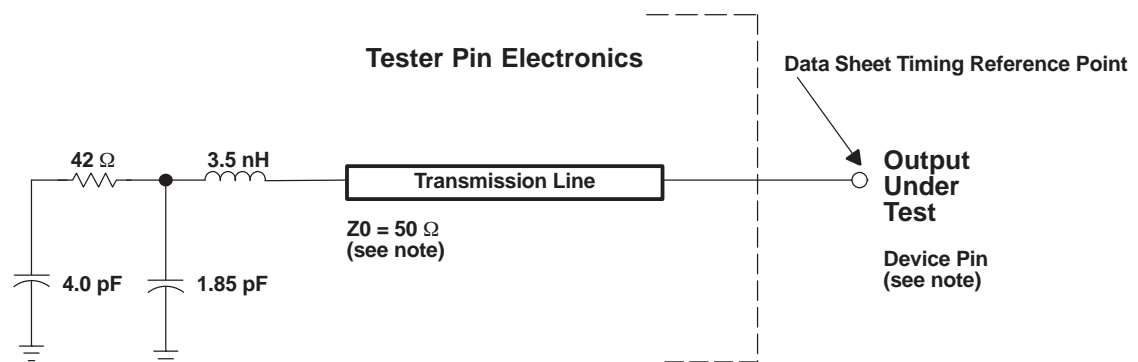 Tester Pin Electronics
Data Sheet Timing Reference Point
42 Ω
3.5 nH
Transmission Line
Output
Under
Test
Z0 = 50 Ω
(see note)
Device Pin
(see note)
4.0 pF
1.85 pF